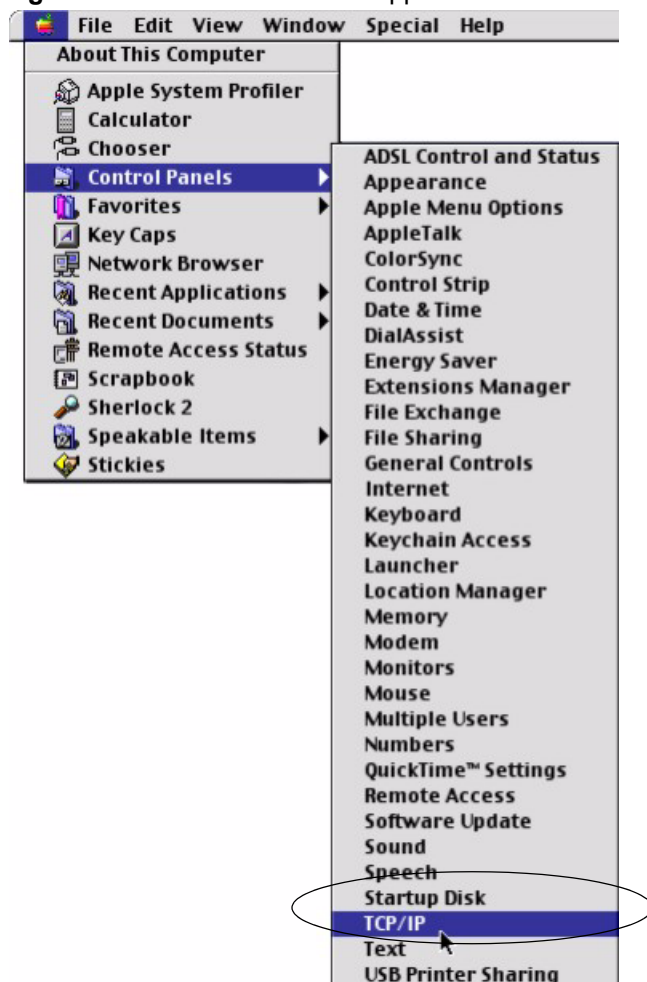 File Edit View Window Special Help
About This Computer
Apple System Profiler
Calculator
Chooser
Control Panels
Favorites
Key Caps
Network Browser
Recent Applications
Recent Documents
Remote Access Status
Scrapbook
Sherlock 2
Speakable Items
Stickies
ADSL Control and Status
Appearance
Apple Menu Options
AppleTalk
ColorSync
Control Strip
Date & Time
DialAssist
Energy Saver
Extensions Manager
File Exchange
File Sharing
General Controls
Internet
Keyboard
Keychain Access
Launcher
Location Manager
Memory
Modem
Monitors
Mouse
Multiple Users
Numbers
QuickTime™ Settings
Remote Access
Software Update
Sound
Speech
Startup Disk
TCP/IP
Text
USB Printer Sharing